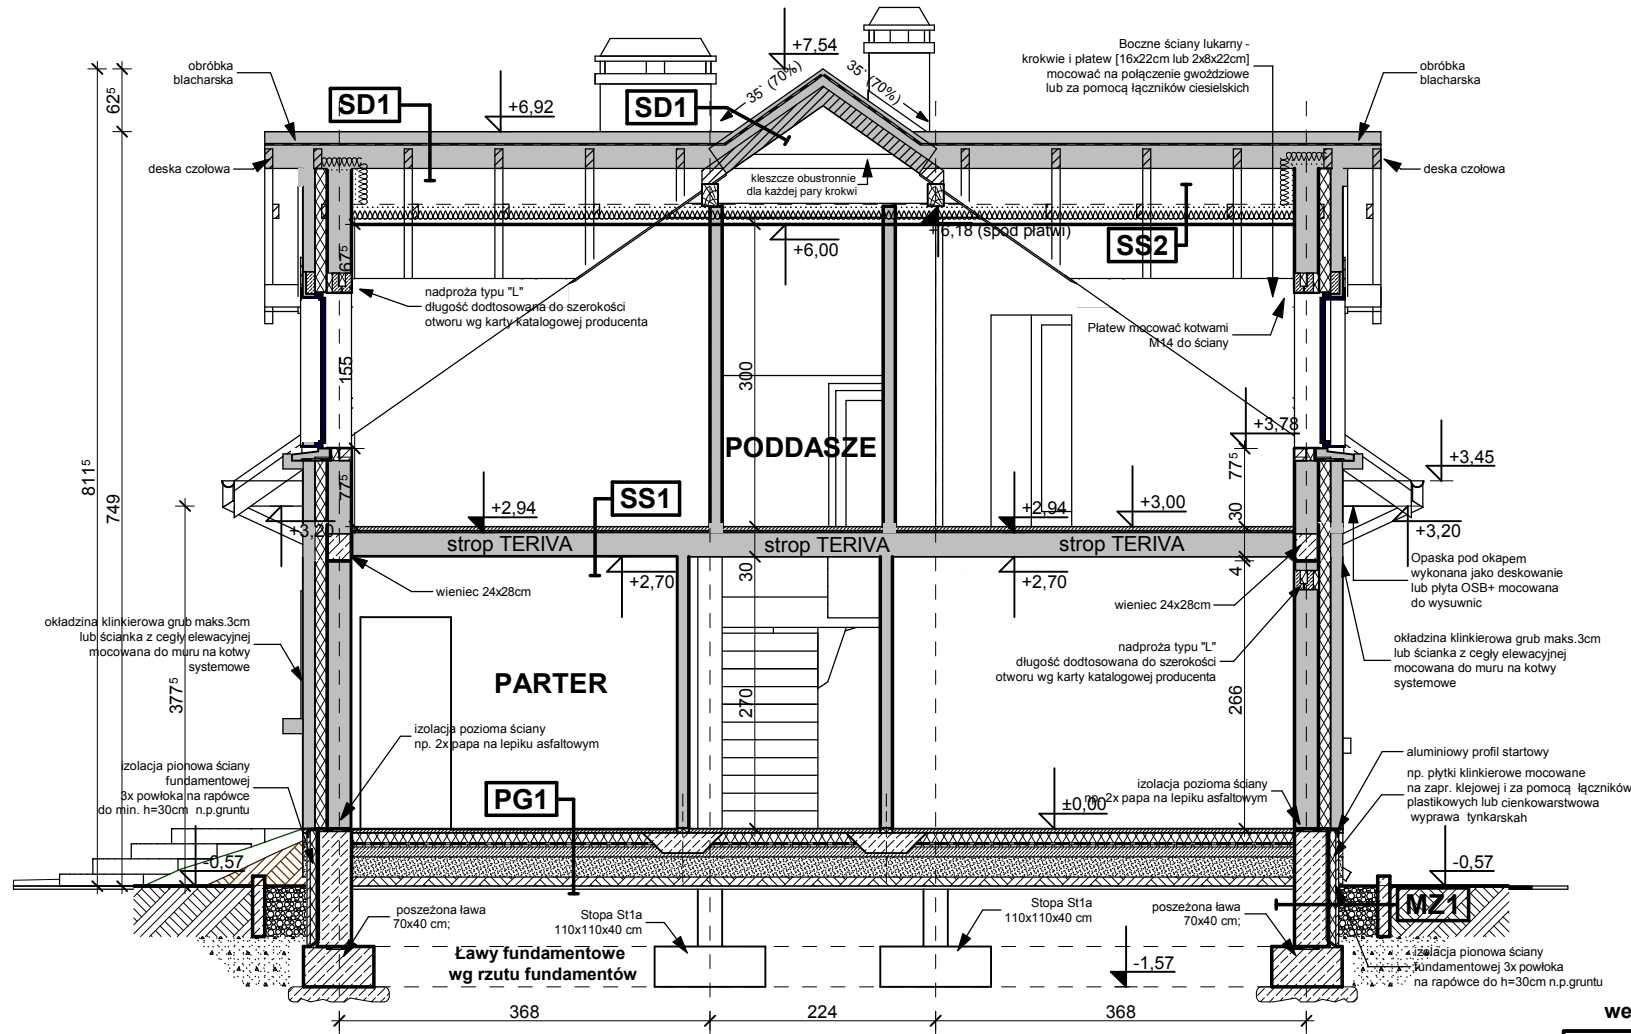 +7,54
35° (70%)
35° (70%)
Boczne ściany lukarny -
krokwie i płatew [16x22cm lub 2x8x22cm]
mocować na połączenie gwoździowe
lub za pomocą łączników ciesielskich
obróbka
blacharska
obróbka
blacharska
62⁵
SD1
+6,92
SD1
deska czołowa
kleszcze obustronnie
dla każdej pary krokwi
deska czołowa
+6,18 (spód płatwi)
+6,00
SS2
67⁵
nadproża typu "L"
długość dodtosowana do szerokości
otworu wg karty katalogowej producenta
Płatew mocować kotwami
M14 do ściany
155
300
+3,78
PODDASZE
+3,45
811⁵
749
77⁵
77⁵
SS1
+2,94
+2,94
+3,00
30
+3,20
+3,20
strop TERIVA
strop TERIVA
strop TERIVA
+2,70
30
+2,70
4
Opaska pod okapem
wykonana jako deskowanie
lub płyta OSB+ mocowana
do wysuwnic
wieniec 24x28cm
wieniec 24x28cm
okładzina klinkierowa grub maks.3cm
lub ścianka z cegły elewacyjnej
mocowana do muru na kotwy
systemowe
nadproża typu "L"
długość dodtosowana do szerokości
otworu wg karty katalogowej producenta
okładzina klinkierowa grub maks.3cm
lub ścianka z cegły elewacyjnej
mocowana do muru na kotwy
systemowe
377⁵
PARTER
270
266
izolacja pozioma ściany
np. 2x papa na lepiku asfaltowym
aluminiowy profil startowy
izolacja pionowa ściany
fundamentowej
3x powłoka na rapówce
do min. h=30cm n.p.gruntu
PG1
±0,00
izolacja pozioma ściany
np. 2x papa na lepiku asfaltowym
np. płytki klinkierowe mocowane
na zapr. klejowej i za pomocą łączników
plastikowych lub cienkowarstwowa
wyprawa tynkarskah
-0,57
-0,57
MZ1
poszeżona ława
70x40 cm;
Stopa St1a
110x110x40 cm
Stopa St1a
110x110x40 cm
poszeżona ława
70x40 cm;
Ławy fundamentowe
wg rzutu fundamentów
-1,57
izolacja pionowa ściany
fundamentowej 3x powłoka
na rapówce do h=30cm n.p.gruntu
368
224
368
we